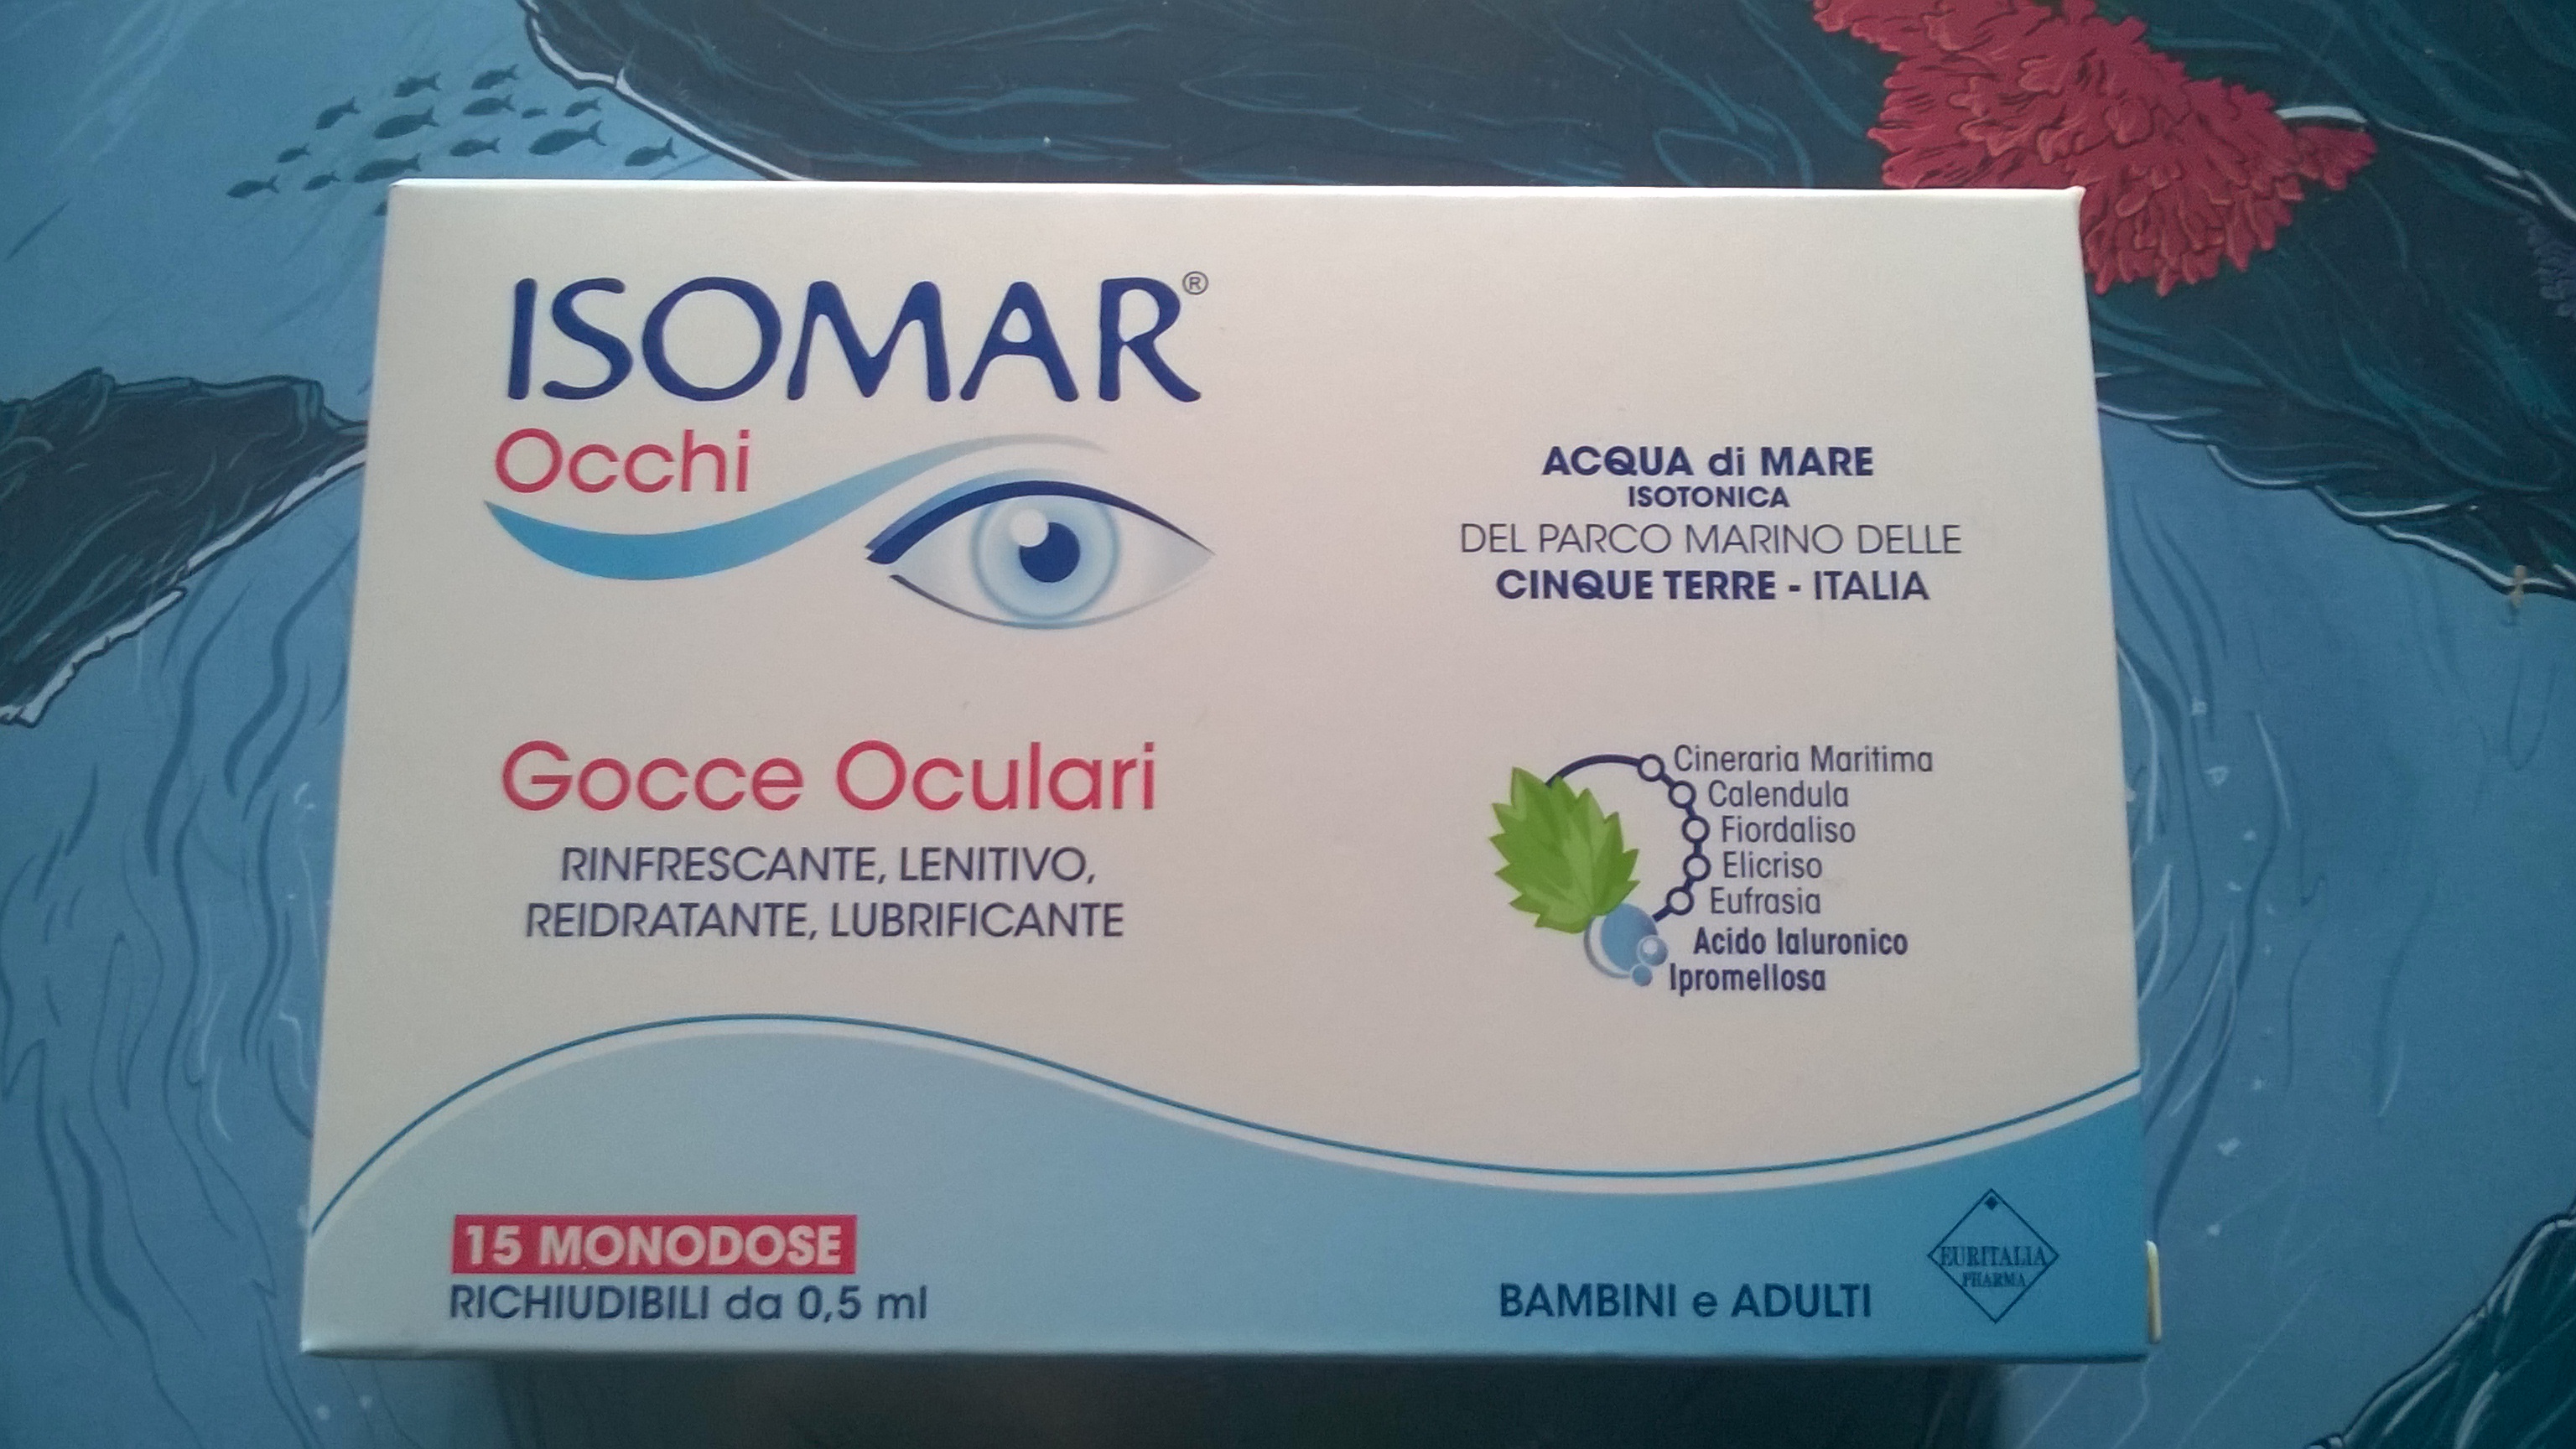 ISOMAR®
Occhi
ACQUA di MARE
ISOTONICA
DEL PARCO MARINO DELLE
CINQUE TERRE - ITALIA
Gocce Oculari
RINFRESCANTE, LENITIVO,
REIDRATANTE, LUBRIFICANTE
Cineraria Maritima
Calendula
Fiordaliso
Elicriso
Eufrasia
Acido Ialuronico
Ipromellosa
15 MONODOSE
RICHIUDIBILI da 0,5 ml
BAMBINI e ADULTI
EURITALIA
PHARMA